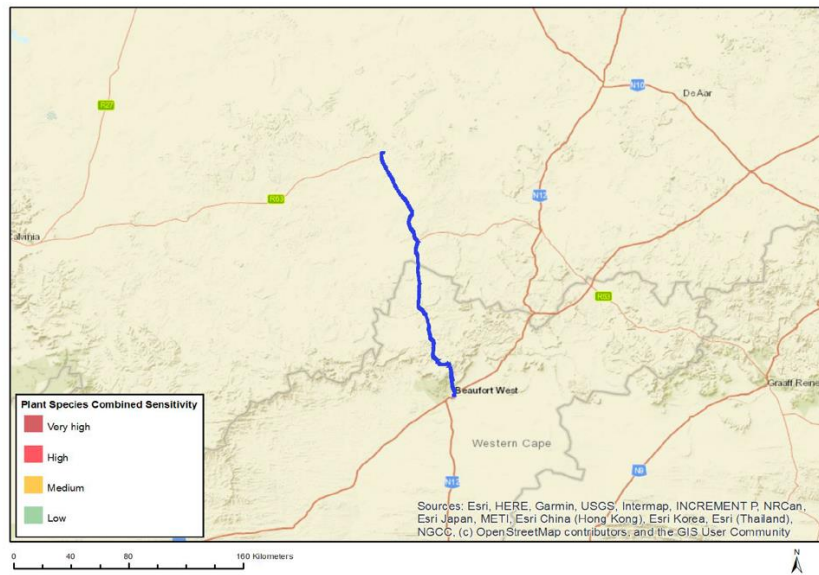 N10
De Aar
R27
R63
N12
alvinia
R63
Beaufort West
Graaff Rene
Western Cape
N9
N12
Plant Species Combined Sensitivity
Very high
High
Medium
Low
Sources: Esri, HERE, Garmin, USGS, Intermap, INCREMENT P, NRCan,
Esri Japan, METI, Esri China (Hong Kong), Esri Korea, Esri (Thailand),
NGCC, (c) OpenStreetMap contributors, and the GIS User Community
0 40 80 160 Kilometers
N